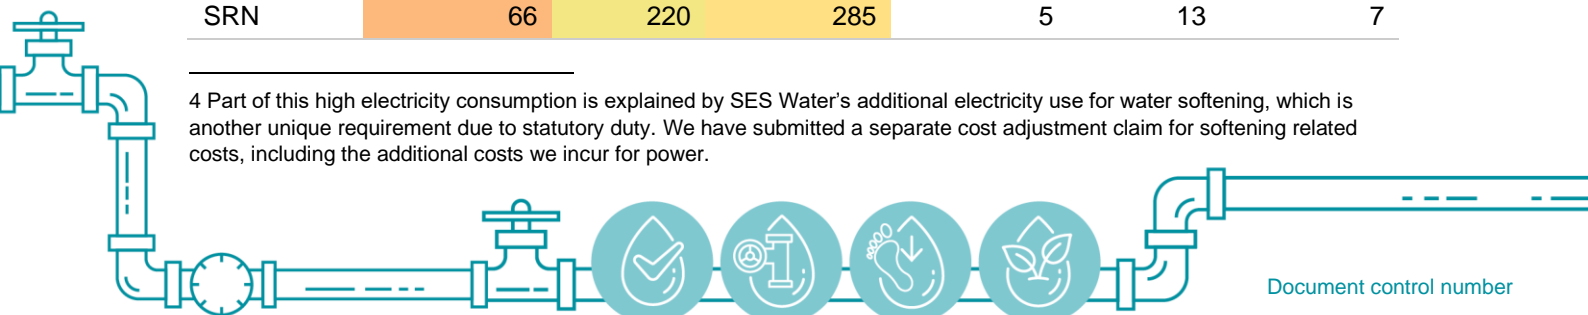 SRN 66 220 285 5 13 7
4 Part of this high electricity consumption is explained by SES Water’s additional electricity use for water softening, which is
another unique requirement due to statutory duty. We have submitted a separate cost adjustment claim for softening related
costs, including the additional costs we incur for power.
Document control number